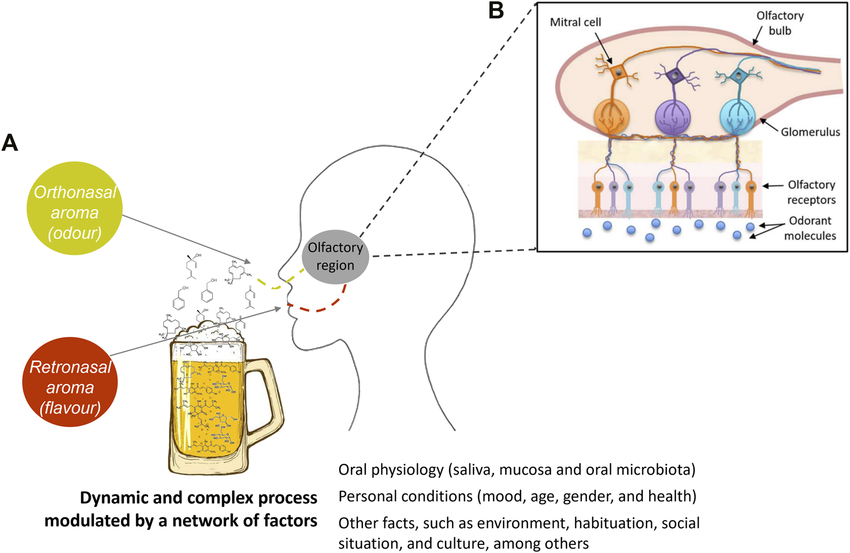 A
Orthonasal
aroma
(odour)
Retronasal
aroma
(flavour)
Olfactory
region
B
Mitral cell
Olfactory
bulb
Glomerulus
Olfactory
receptors
Odorant
molecules
Dynamic and complex process
modulated by a network of factors
Oral physiology (saliva, mucosa and oral microbiota)
Personal conditions (mood, age, gender, and health)
Other facts, such as environment, habituation, social
situation, and culture, among others